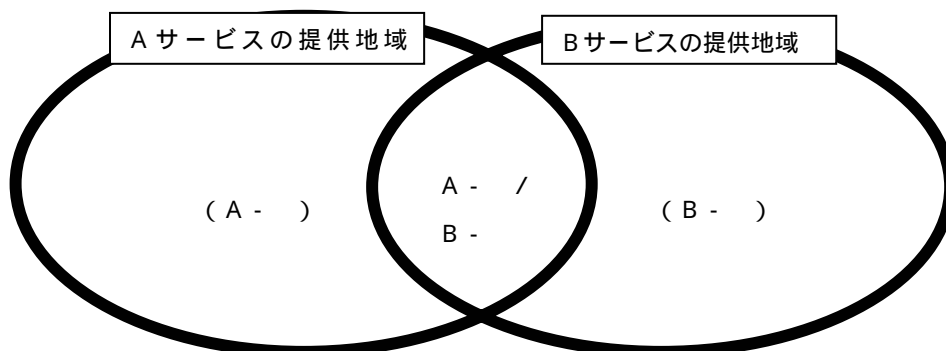 Aサービスの提供地域
Bサービスの提供地域
(A- )
A- /
B-
(B- )